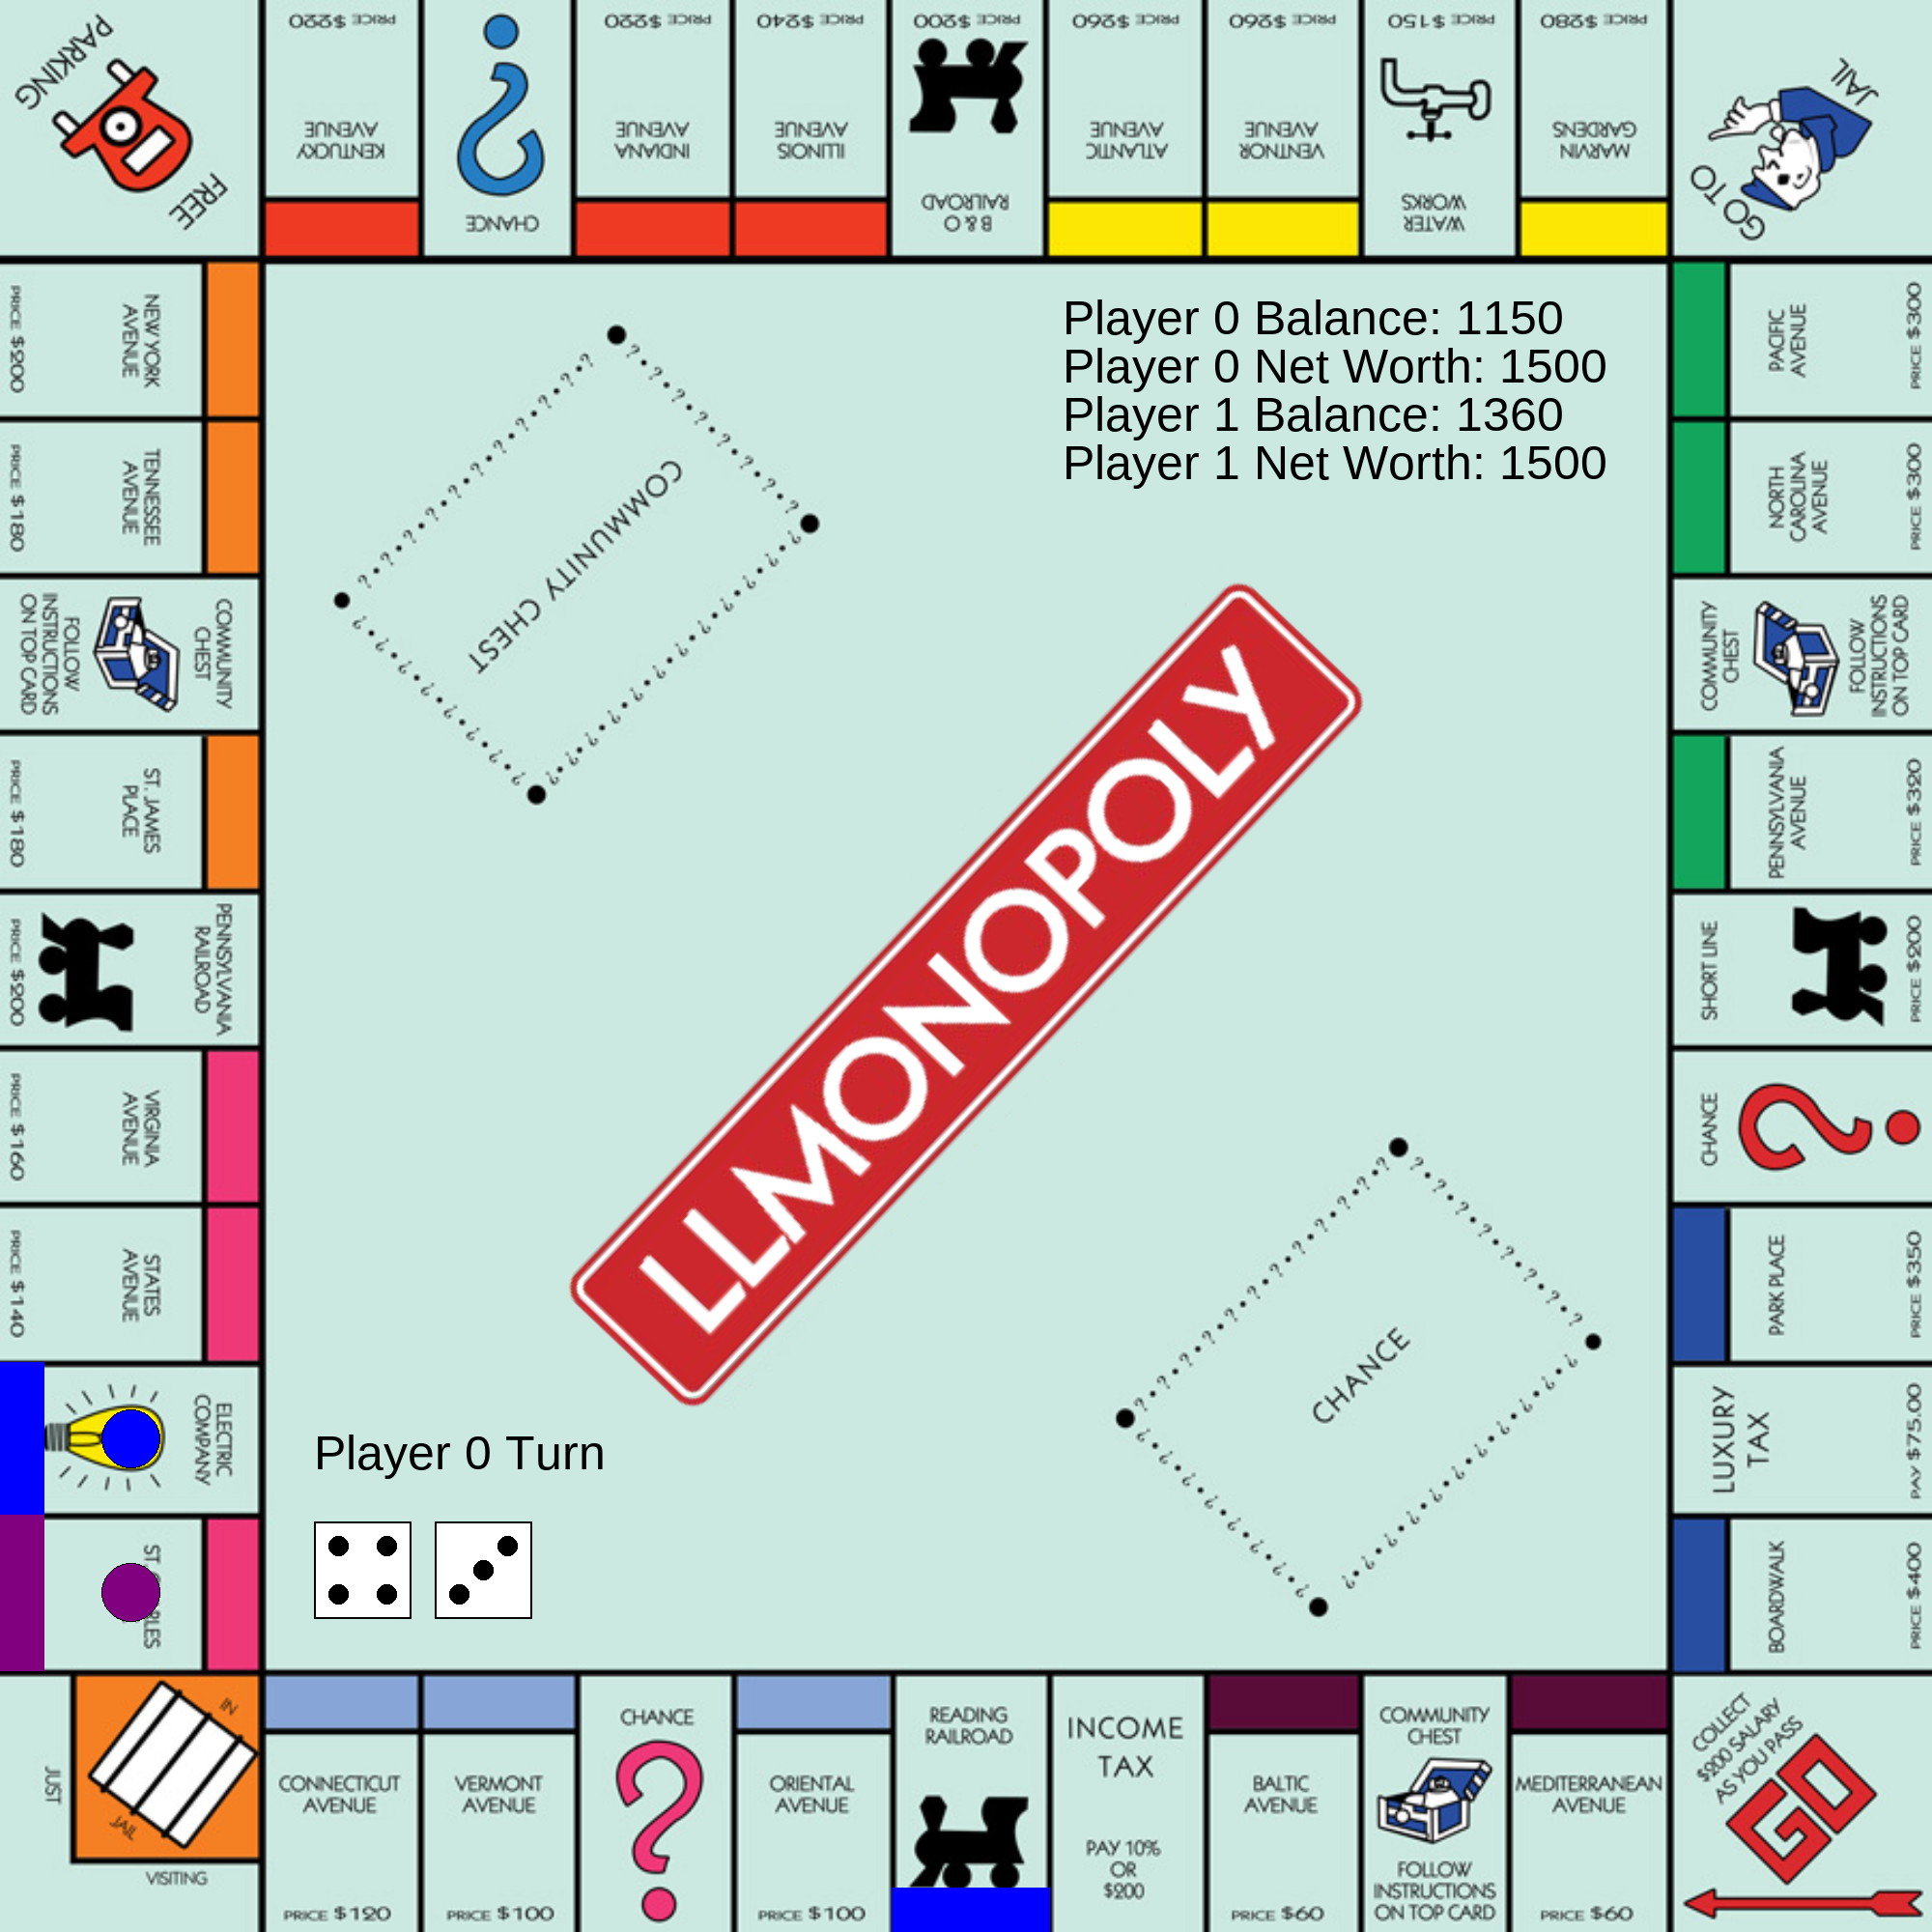 FREE
PARKING
PRICE $220
KENTUCKY
AVENUE
CHANCE
PRICE $220
INDIANA
AVENUE
PRICE $240
ILLINOIS
AVENUE
PRICE $200
B & O
RAILROAD
PRICE $260
ATLANTIC
AVENUE
PRICE $260
VENTNOR
AVENUE
PRICE $150
WATER
WORKS
PRICE $280
MARVIN
GARDENS
GO TO
JAIL
NEW YORK
AVENUE
PRICE $200
TENNESSEE
AVENUE
PRICE $180
COMMUNITY
CHEST
FOLLOW
INSTRUCTIONS
ON TOP CARD
ST. JAMES
PLACE
PRICE $180
PENNSYLVANIA
RAILROAD
PRICE $200
VIRGINIA
AVENUE
PRICE $160
STATES
AVENUE
PRICE $140
ELECTRIC
COMPANY
ST.
Player 0 Balance: 1150
Player 0 Net Worth: 1500
Player 1 Balance: 1360
Player 1 Net Worth: 1500
COMMUNITY CHEST
LLMONOPOLY
CHANCE
Player 0 Turn
PACIFIC
AVENUE
PRICE $300
NORTH
CAROLINA
AVENUE
PRICE $300
COMMUNITY
CHEST
FOLLOW
INSTRUCTIONS
ON TOP CARD
PENNSYLVANIA
AVENUE
PRICE $320
SHORT LINE
PRICE $200
CHANCE
PARK PLACE
PRICE $350
LUXURY
TAX
PAY $75.00
BOARDWALK
PRICE $400
IN
JAIL
JUST
VISITING
CONNECTICUT
AVENUE
PRICE $120
VERMONT
AVENUE
PRICE $100
CHANCE
ORIENTAL
AVENUE
PRICE $100
READING
RAILROAD
INCOME
TAX
PAY 10%
OR
$200
BALTIC
AVENUE
PRICE $60
COMMUNITY
CHEST
FOLLOW
INSTRUCTIONS
ON TOP CARD
MEDITERRANEAN
AVENUE
PRICE $60
COLLECT
$200 SALARY
AS YOU PASS
GO